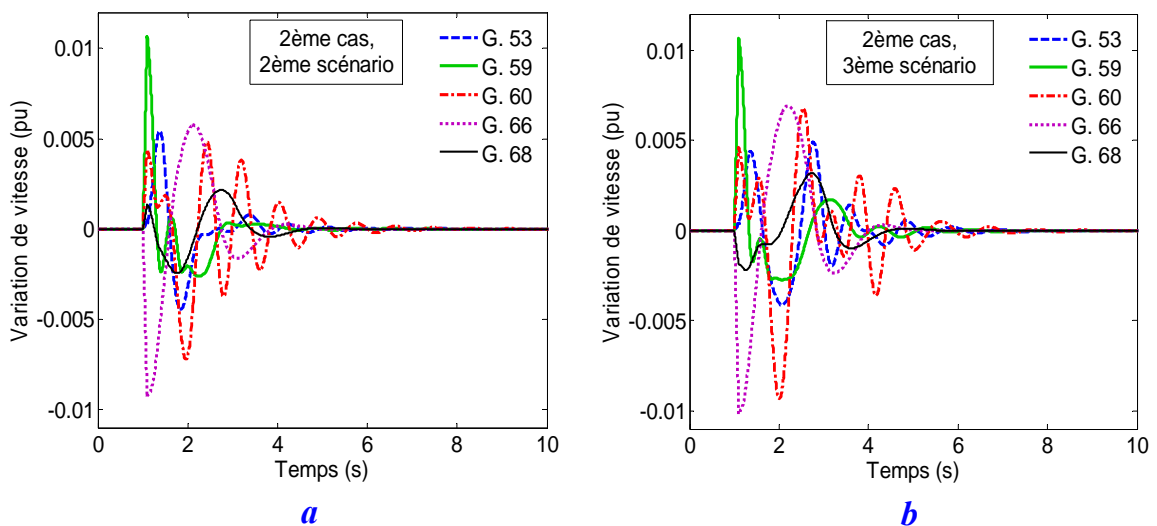 2ème cas,
2ème scénario
G. 53
G. 59
G. 60
G. 66
G. 68
0.01
0.005
0
-0.005
-0.01
Variation de vitesse (pu)
0 2 4 6 8 10
Temps (s)
a
2ème cas,
3ème scénario
G. 53
G. 59
G. 60
G. 66
G. 68
0.01
0.005
0
-0.005
-0.01
Variation de vitesse (pu)
0 2 4 6 8 10
Temps (s)
b